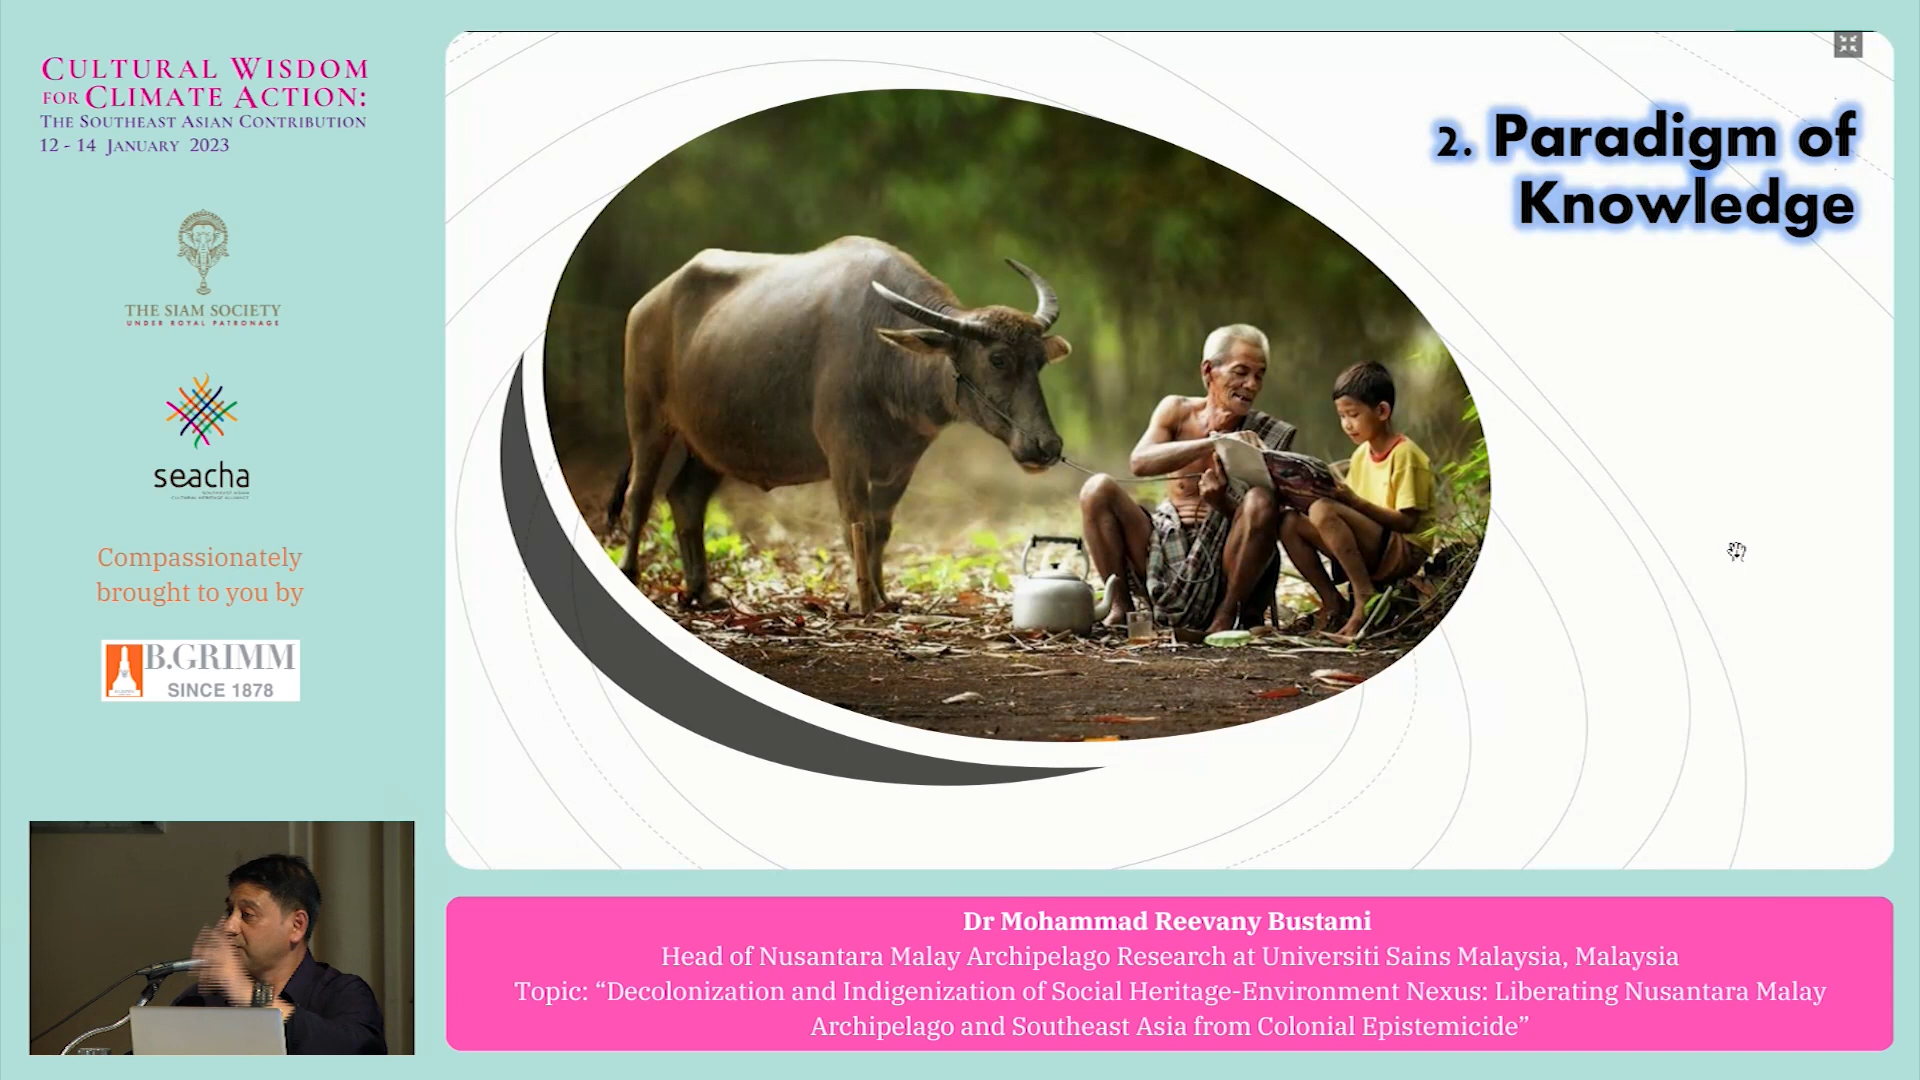 CULTURAL WISDOM
FOR CLIMATE ACTION:
THE SOUTHEAST ASIAN CONTRIBUTION
12 - 14 JANUARY 2023
THE SIAM SOCIETY
UNDER ROYAL PATRONAGE
seacha
Compassionately
brought to you by
B.GRIMM
SINCE 1878
2. Paradigm of
Knowledge
Dr Mohammad Reevany Bustami
Head of Nusantara Malay Archipelago Research at Universiti Sains Malaysia, Malaysia
Topic: “Decolonization and Indigenization of Social Heritage-Environment Nexus: Liberating Nusantara Malay
Archipelago and Southeast Asia from Colonial Epistemicide”